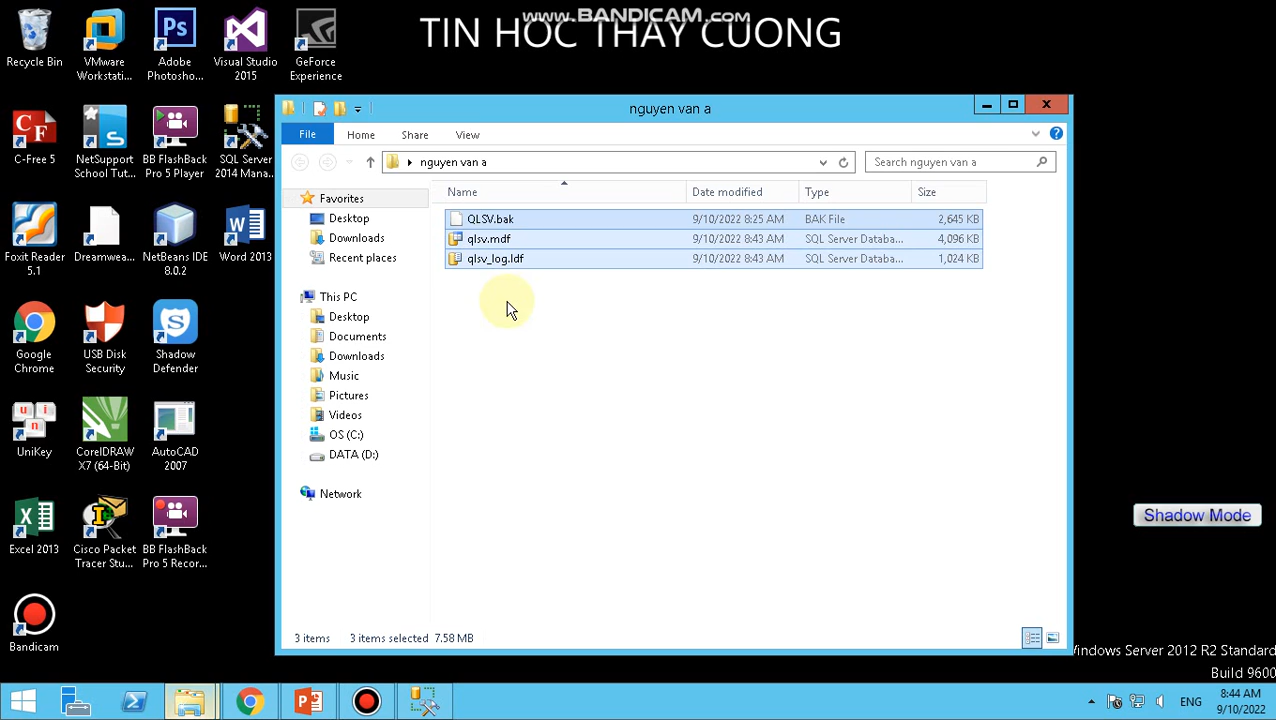 www.BANDICAM.com
TIN HOC THAY CUONG
Recycle Bin
VMware Workstati...
Adobe Photosho...
Visual Studio 2015
GeForce Experience
C-Free 5
NetSupport School Tut...
BB FlashBack Pro 5 Player
SQL Server 2014 Mana...
Foxit Reader 5.1
Dreamwea...
NetBeans IDE 8.0.2
Word 2013
Google Chrome
USB Disk Security
Shadow Defender
UniKey
CorelDRAW X7 (64-Bit)
AutoCAD 2007
Excel 2013
Cisco Packet Tracer Stu...
BB FlashBack Pro 5 Recor...
Bandicam
nguyen van a
File Home Share View
nguyen van a
Search nguyen van a
Name Date modified Type Size
QLSV.bak 9/10/2022 8:25 AM BAK File 2,645 KB
qlsv.mdf 9/10/2022 8:43 AM SQL Server Databa... 4,096 KB
qlsv_log.ldf 9/10/2022 8:43 AM SQL Server Databa... 1,024 KB
Favorites
Desktop
Downloads
Recent places
This PC
Desktop
Documents
Downloads
Music
Pictures
Videos
OS (C:)
DATA (D:)
Network
3 items 3 items selected 7.58 MB
Shadow Mode
Windows Server 2012 R2 Standard
Build 9600
ENG
8:44 AM
9/10/2022